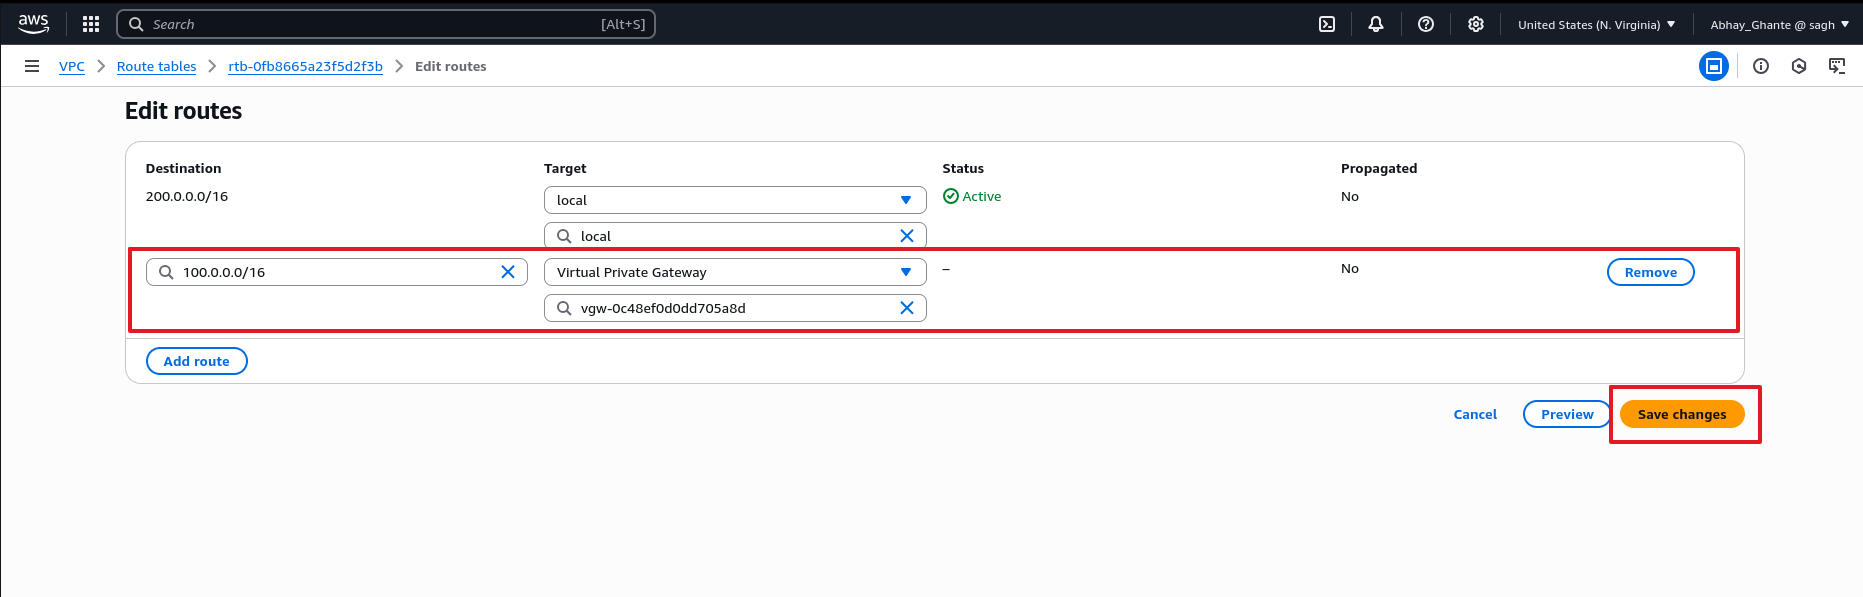 aws Search [Alt+S] United States (N. Virginia) Abhay_Ghante @ sagh
VPC Route tables rtb-0fb8665a23f5d2f3b Edit routes
Edit routes
Destination Target Status Propagated
200.0.0.0/16 local Active No
local
100.0.0.0/16 Virtual Private Gateway – No Remove
vgw-0c48ef0d0dd705a8d
Add route
Cancel Preview Save changes